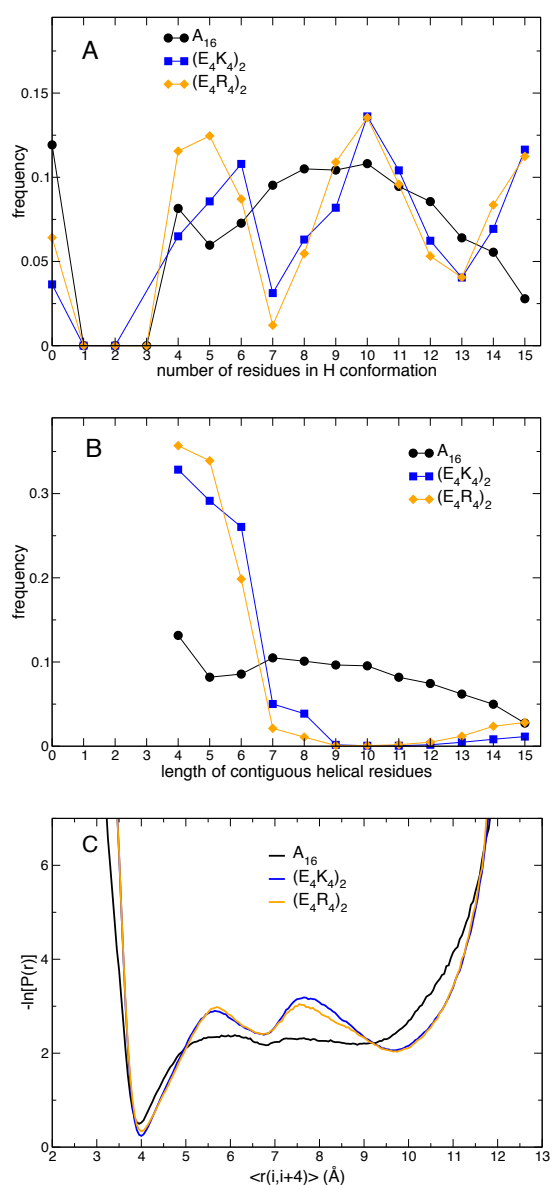 A
A16
(E4K4)2
(E4R4)2
0.15
0.1
0.05
0
frequency
0 1 2 3 4 5 6 7 8 9 10 11 12 13 14 15
number of residues in H conformation
B
A16
(E4K4)2
(E4R4)2
0.3
0.2
0.1
0
frequency
0 1 2 3 4 5 6 7 8 9 10 11 12 13 14 15
length of contiguous helical residues
C
A16
(E4K4)2
(E4R4)2
6
4
2
0
-ln[P(r)]
2 3 4 5 6 7 8 9 10 11 12 13
<r(i,i+4)> (Å)